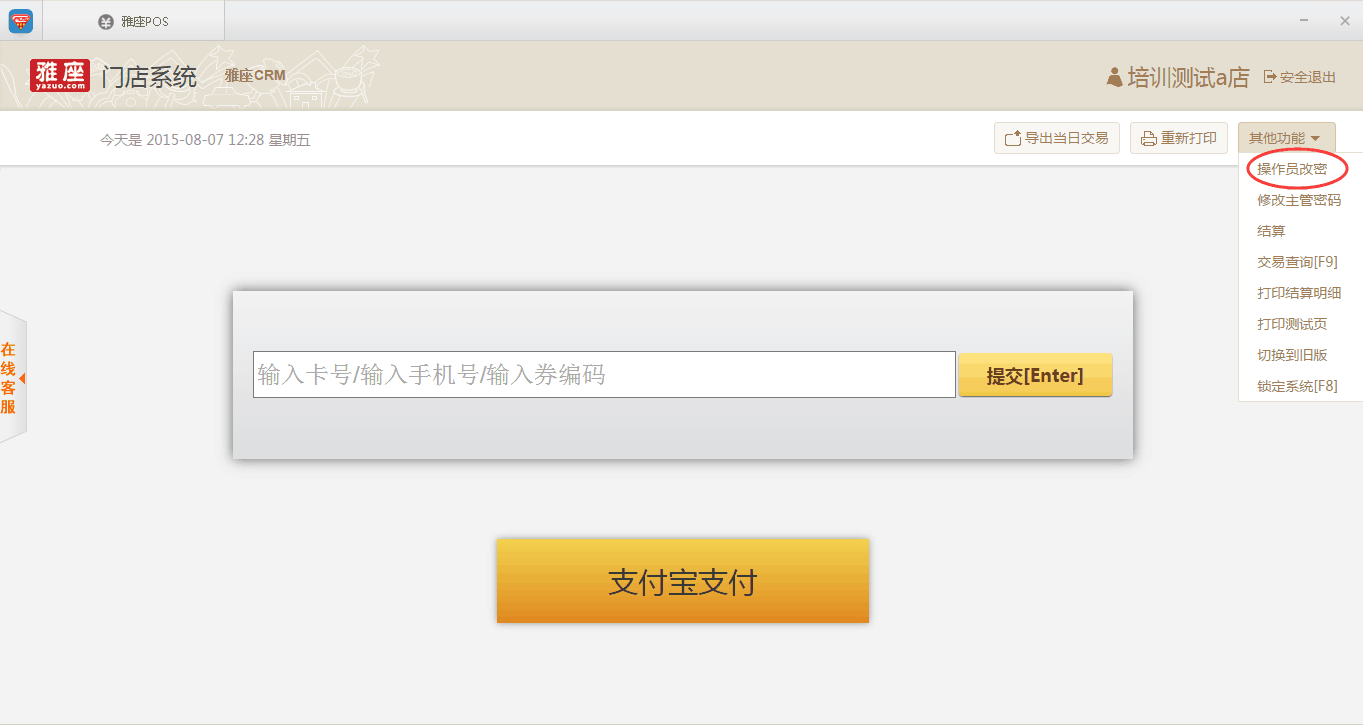 雅座POS
雅座
yazuo.com
门店系统
雅座CRM
培训测试a店
安全退出
今天是 2015-08-07 12:28 星期五
导出当日交易
重新打印
其他功能
操作员改密
修改主管密码
结算
交易查询[F9]
打印结算明细
打印测试页
切换到旧版
锁定系统[F8]
在线客服
输入卡号/输入手机号/输入券编码
提交[Enter]
支付宝支付